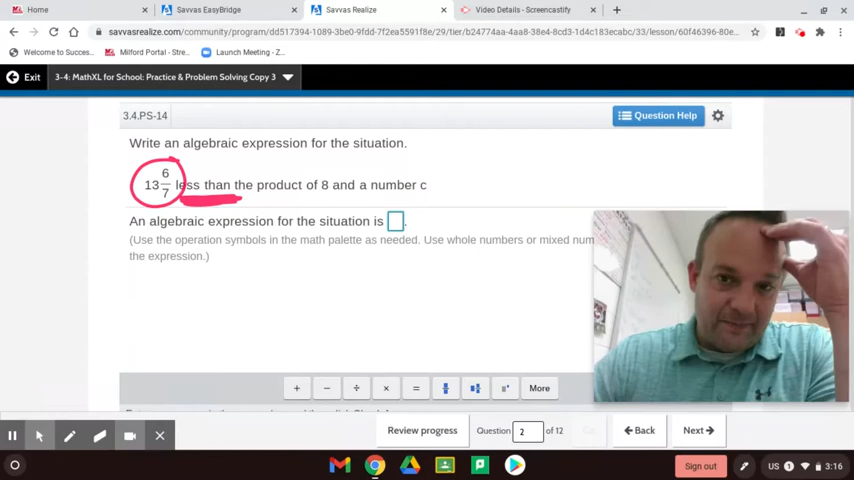 Home
Savvas EasyBridge
Savvas Realize
Video Details - Screencastify
savvasrealize.com/community/program/dd517394-1089-3be0-9fdd-7f2ea5591f8e/29/tier/b24774aa-4aa8-38e4-8cd3-1d4c183ecabc/33/lesson/60f46396-80e...
Welcome to Succes...
Milford Portal - Stre...
Launch Meeting - Z...
Exit
3-4: MathXL for School: Practice & Problem Solving Copy 3
3.4.PS-14
Question Help
Write an algebraic expression for the situation.
13 6/7 less than the product of 8 and a number c
An algebraic expression for the situation is .
(Use the operation symbols in the math palette as needed. Use whole numbers or mixed num
the expression.)
+ − ÷ × = More
Review progress
Question 2 of 12
Back
Next
Sign out
US 1 3:16